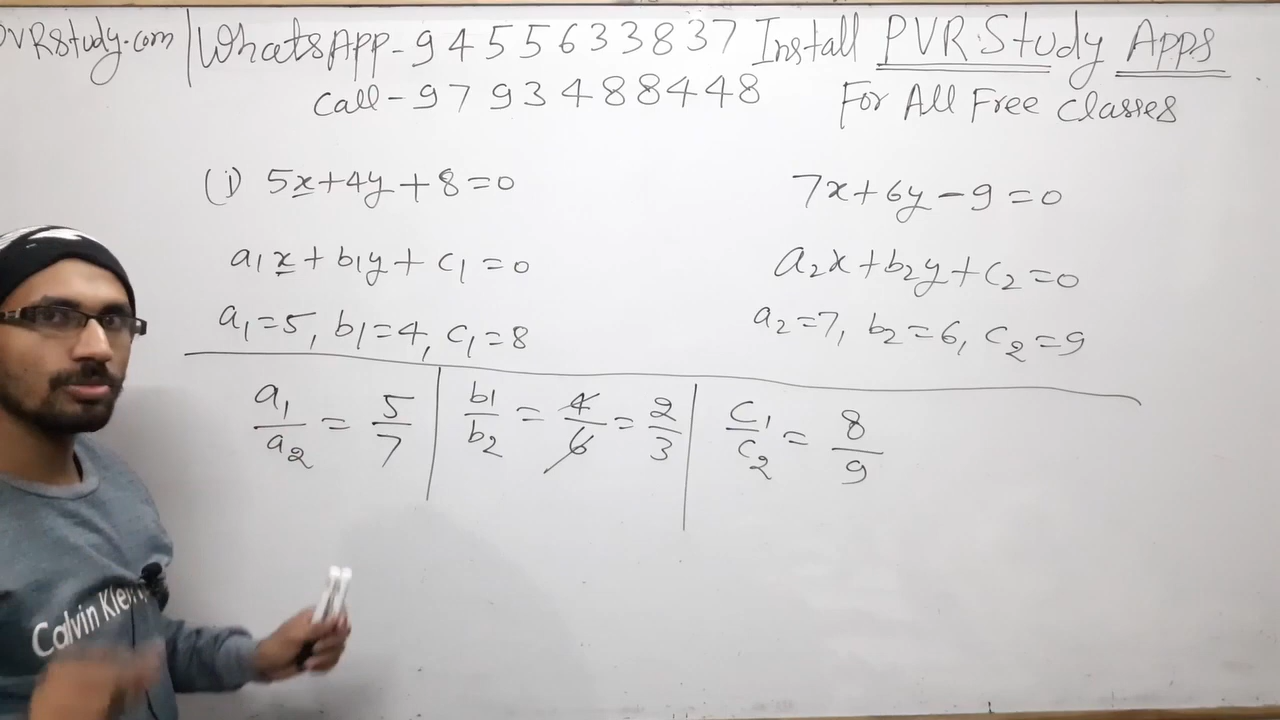 PVRStudy.com | WhatsApp-9455633837 Install PVR Study Apps
Call-9793488448 For All Free Classes
(i) 5x+4y+8=0 7x+6y-9=0
a₁x+b₁y+c₁=0 a₂x+b₂y+c₂=0
a₁=5, b₁=4, c₁=8 a₂=7, b₂=6, c₂=9
a₁/a₂ = 5/7 | b₁/b₂ = 4/6 = 2/3 | c₁/c₂ = 8/9
Calvin Klein